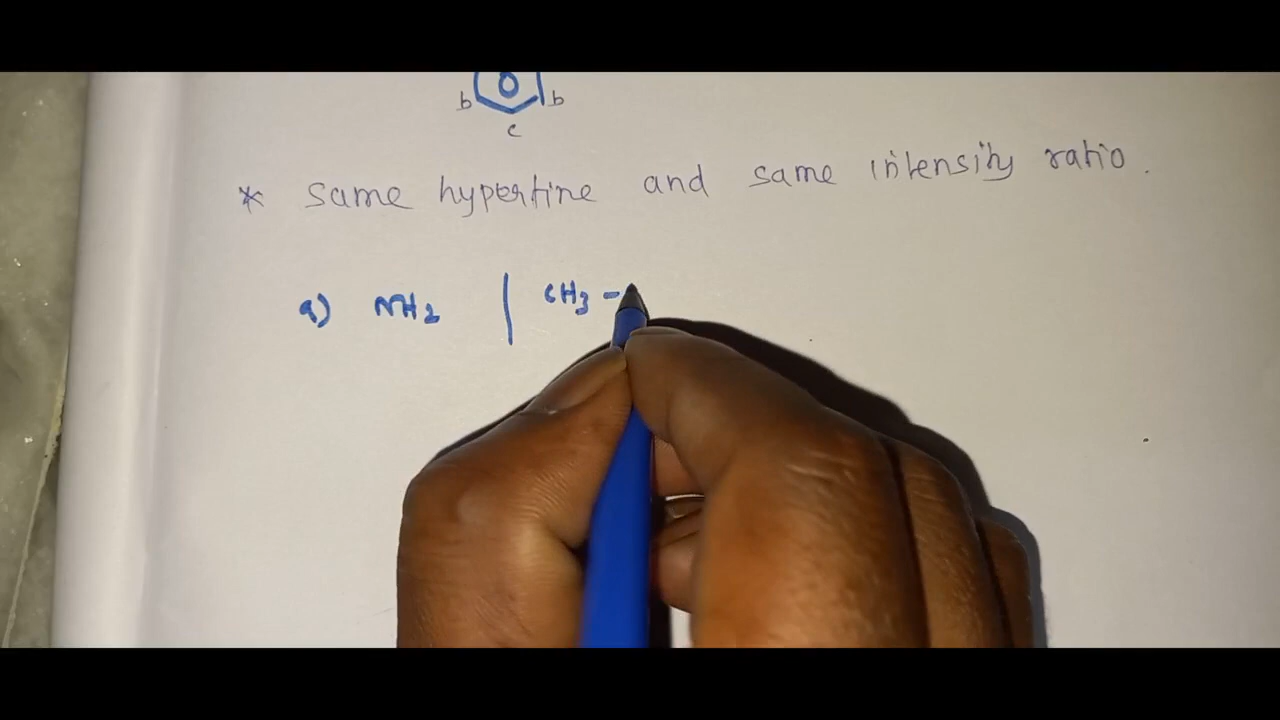 b b
c
* Same hyperfine and same intensity ratio.
a) NH2 | CH3 -